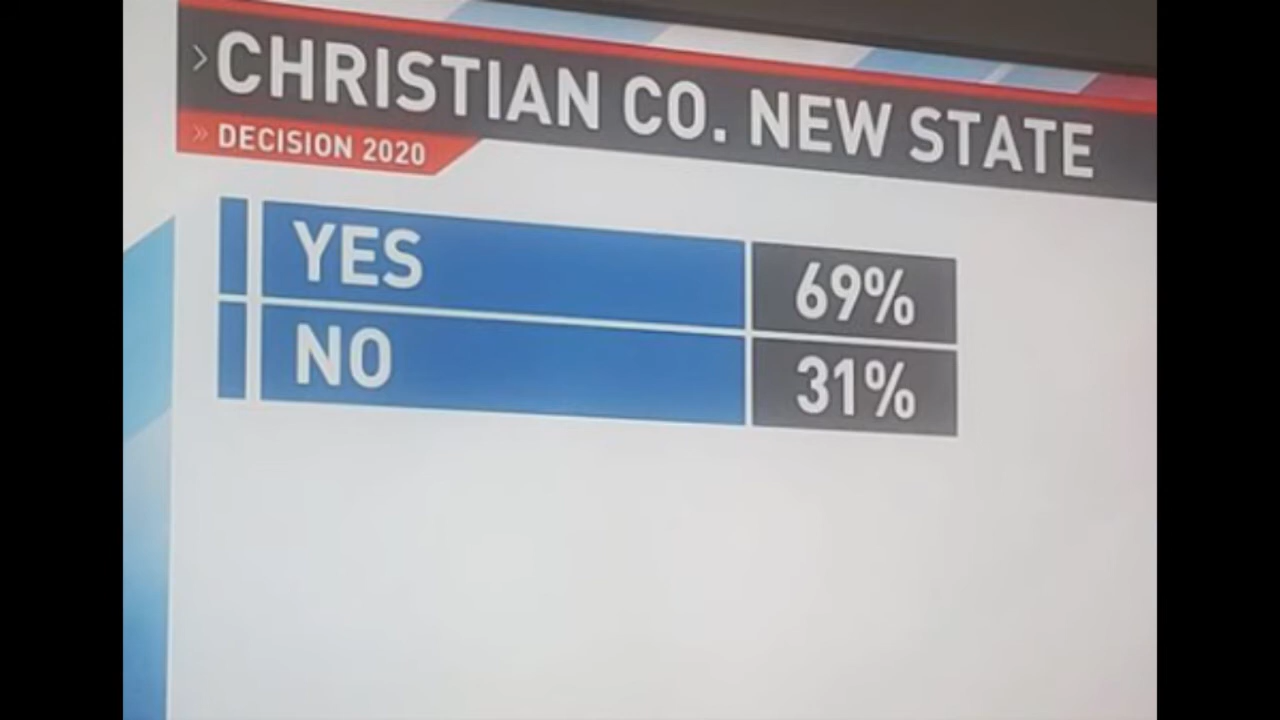 > CHRISTIAN CO. NEW STATE
» DECISION 2020
YES 69%
NO 31%